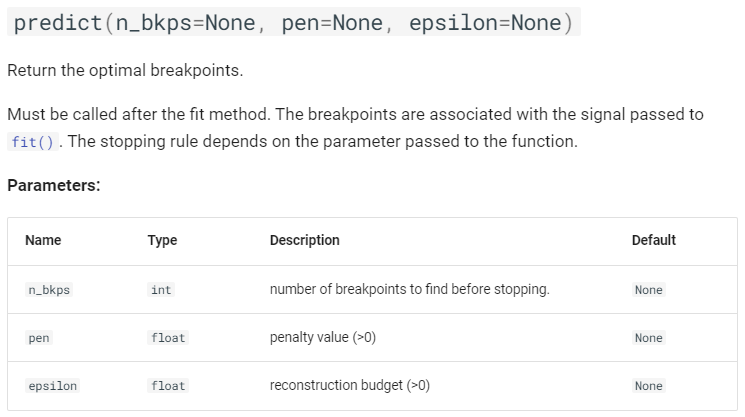 predict(n_bkps=None, pen=None, epsilon=None)
Return the optimal breakpoints.
Must be called after the fit method. The breakpoints are associated with the signal passed to
fit() . The stopping rule depends on the parameter passed to the function.
Parameters:
Name Type Description Default
n_bkps int number of breakpoints to find before stopping. None
pen float penalty value (>0) None
epsilon float reconstruction budget (>0) None